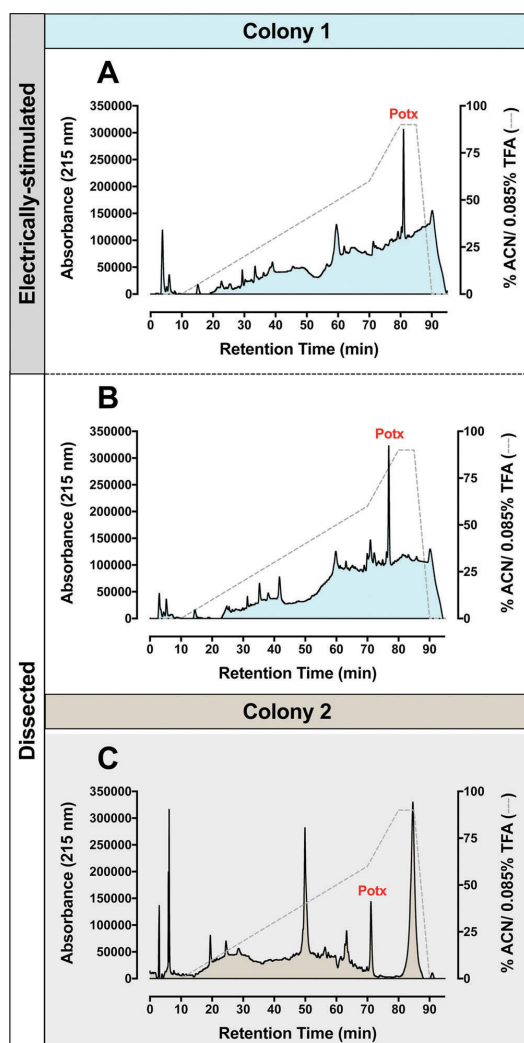 Colony 1
Electrically-stimulated
A
Potx
350000
300000
250000
200000
150000
100000
50000
0
Absorbance (215 nm)
100
75
50
25
0
% ACN/ 0.085% TFA (---)
0 10 20 30 40 50 60 70 80 90
Retention Time (min)
Dissected
B
Potx
350000
300000
250000
200000
150000
100000
50000
0
Absorbance (215 nm)
100
75
50
25
0
% ACN/ 0.085% TFA (---)
0 10 20 30 40 50 60 70 80 90
Retention Time (min)
Colony 2
C
Potx
350000
300000
250000
200000
150000
100000
50000
0
Absorbance (215 nm)
100
75
50
25
0
% ACN/ 0.085% TFA (---)
0 10 20 30 40 50 60 70 80 90
Retention Time (min)